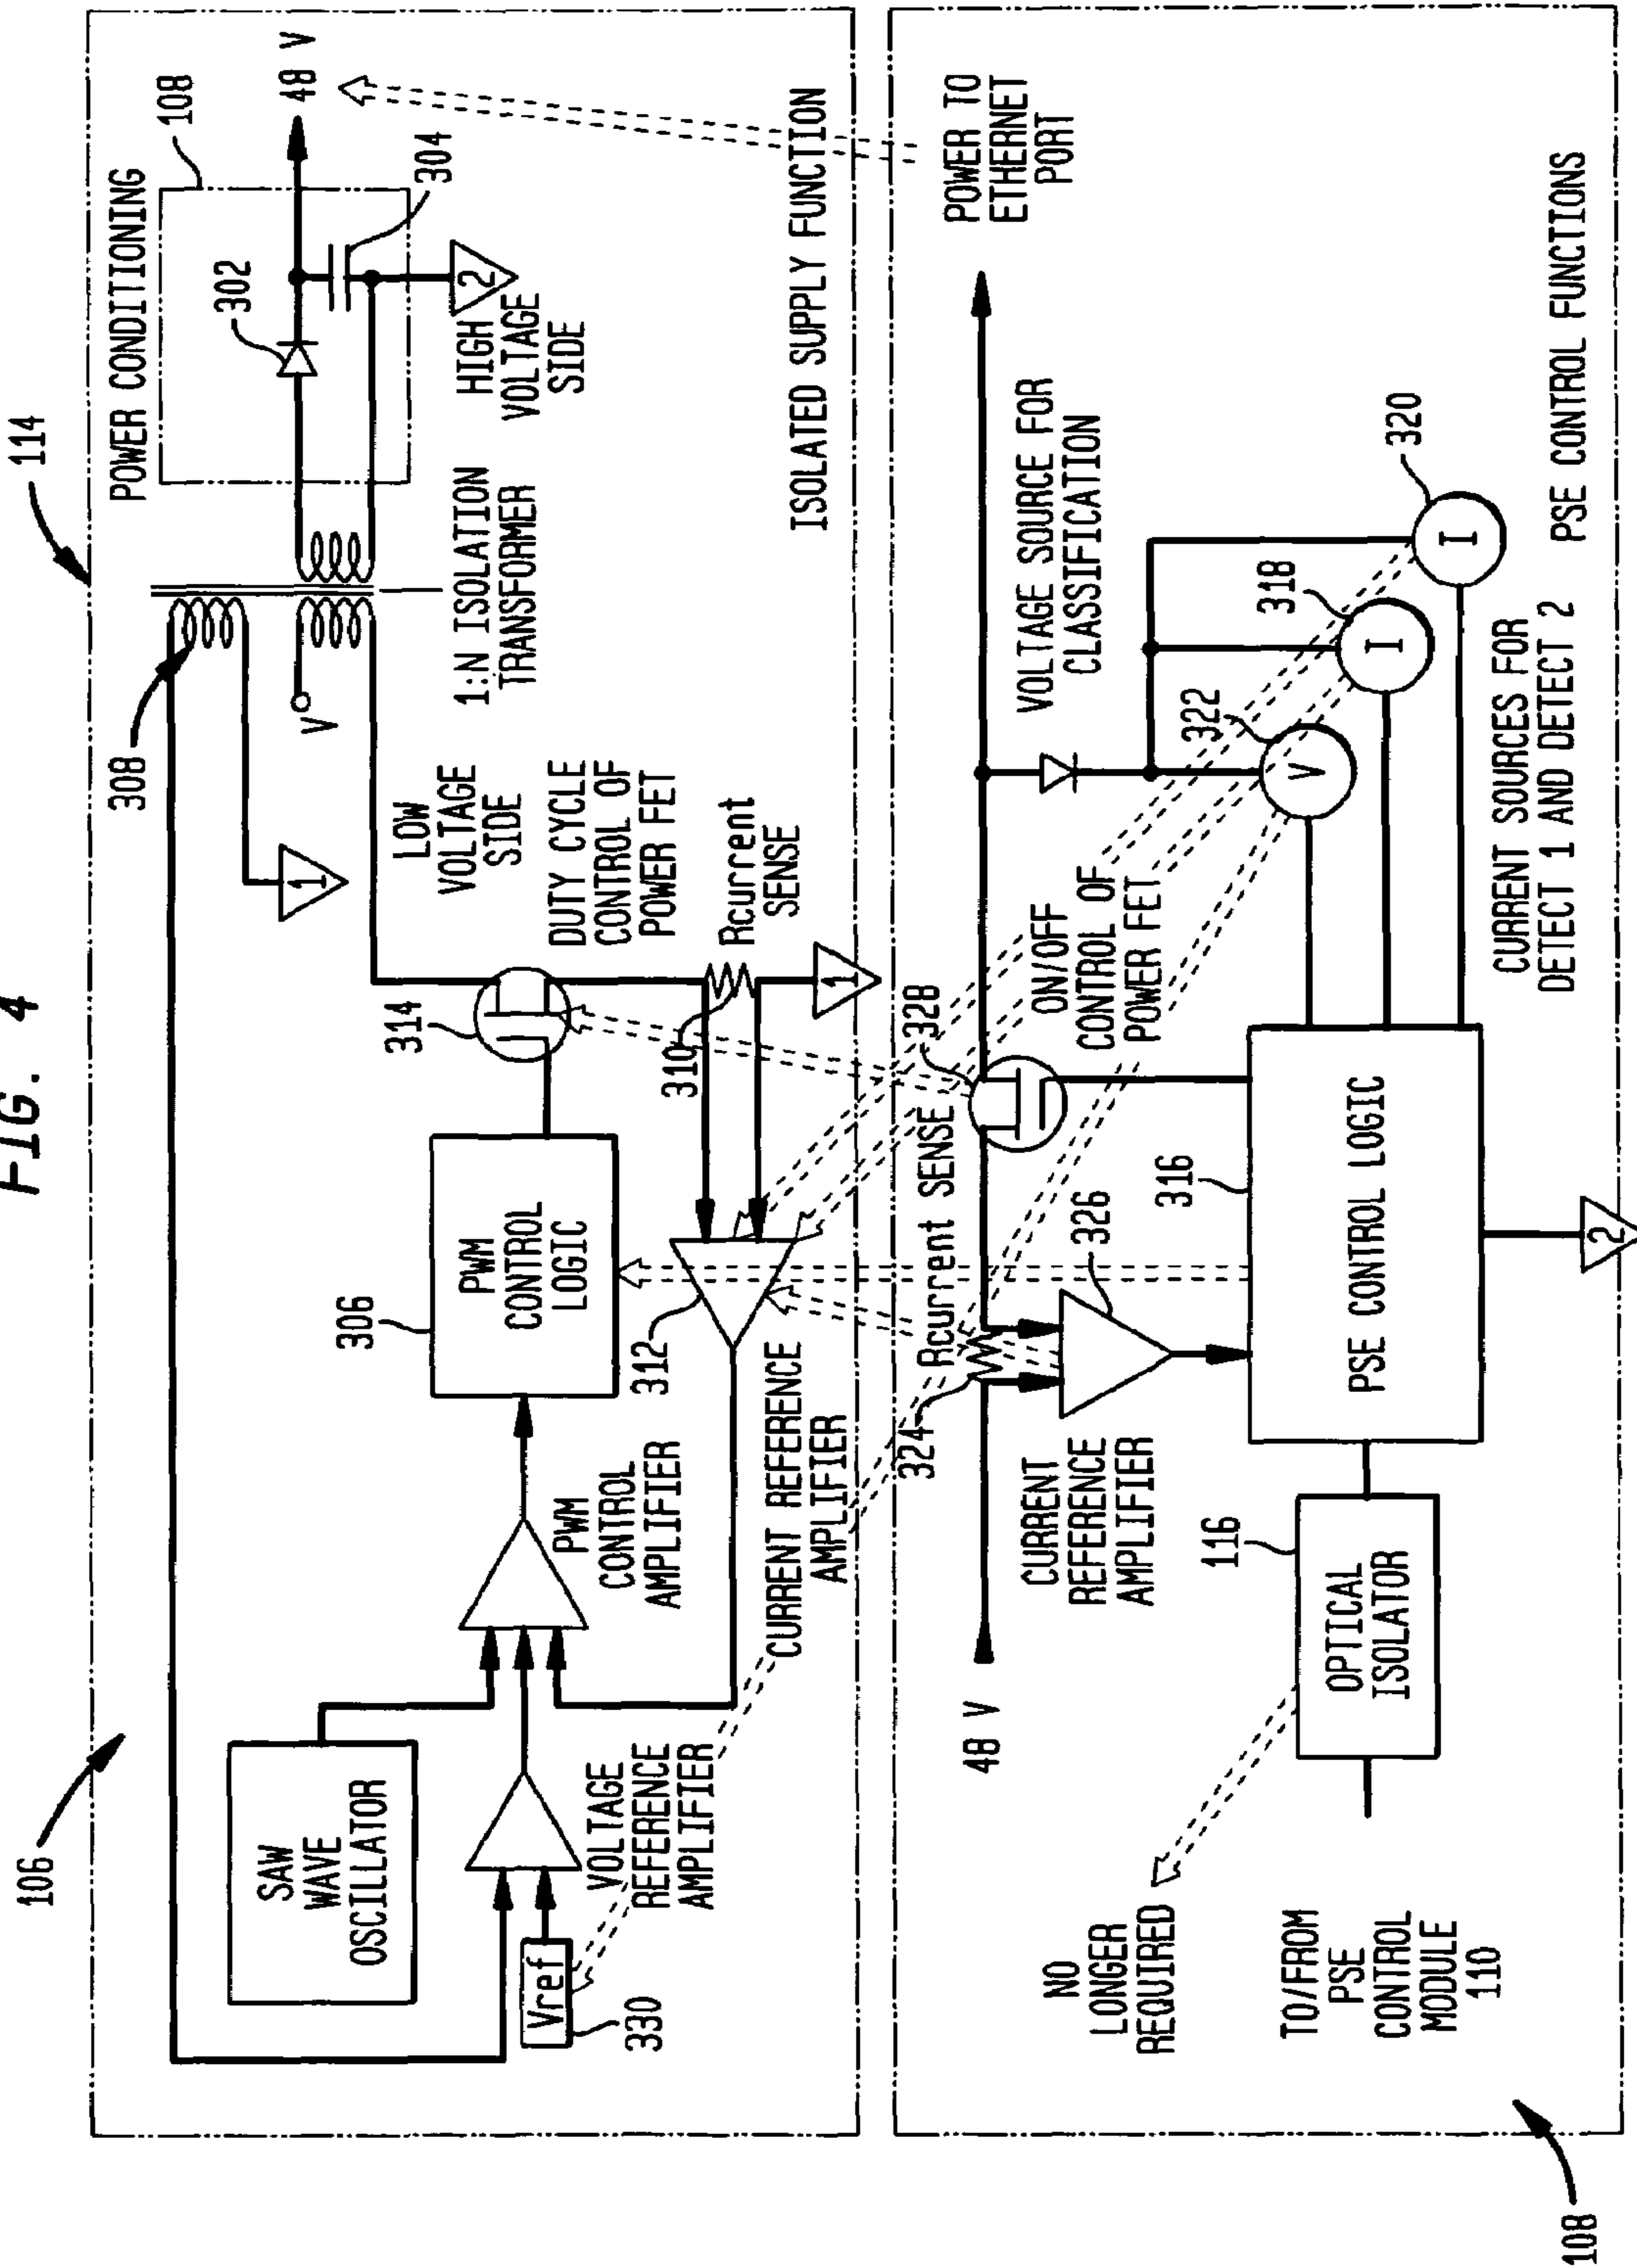 FIG. 4
106
114
POWER CONDITIONING
108
308
302
48 V
304
SAW
WAVE
OSCILLATOR
V
1
2
HIGH
VOLTAGE
SIDE
1:N ISOLATION
TRANSFORMER
LOW
VOLTAGE
SIDE
306
PWM
CONTROL
LOGIC
314
DUTY CYCLE
CONTROL OF
POWER FET
Vref
330
VOLTAGE
REFERENCE
AMPLIFIER
PWM
CONTROL
AMPLIFIER
312
310
Rcurrent
SENSE
1
CURRENT REFERENCE
AMPLIFIER
ISOLATED SUPPLY FUNCTION
48 V
324
Rcurrent SENSE
328
POWER TO
ETHERNET
PORT
NO
LONGER
REQUIRED
CURRENT
REFERENCE
AMPLIFIER
326
ON/OFF
CONTROL OF
POWER FET
VOLTAGE SOURCE FOR
CLASSIFICATION
116
OPTICAL
ISOLATOR
316
PSE CONTROL LOGIC
322
V
318
I
320
I
TO/FROM
PSE
CONTROL
MODULE
110
CURRENT SOURCES FOR
DETECT 1 AND DETECT 2
2
PSE CONTROL FUNCTIONS
108